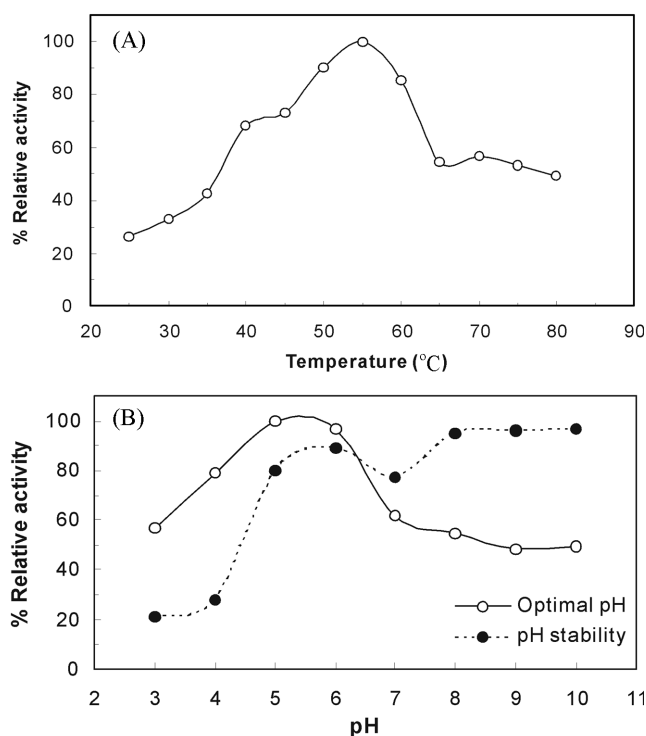 (A)
% Relative activity
100
80
60
40
20
0
20 30 40 50 60 70 80 90
Temperature (°C)
(B)
% Relative activity
100
80
60
40
20
0
Optimal pH
pH stability
2 3 4 5 6 7 8 9 10 11
pH